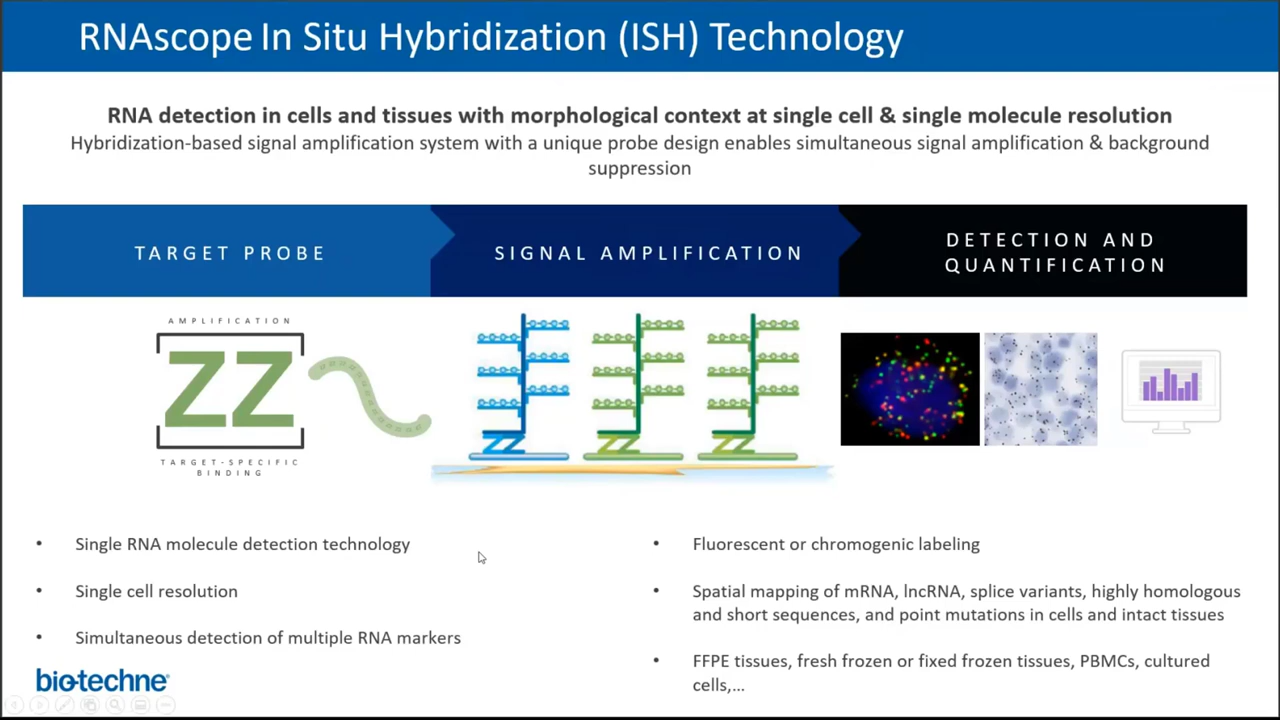 RNAscope In Situ Hybridization (ISH) Technology
RNA detection in cells and tissues with morphological context at single cell & single molecule resolution
Hybridization-based signal amplification system with a unique probe design enables simultaneous signal amplification & background
suppression
TARGET PROBE
SIGNAL AMPLIFICATION
DETECTION AND
QUANTIFICATION
AMPLIFICATION
ZZ
TARGET-SPECIFIC
BINDING
• Single RNA molecule detection technology
• Single cell resolution
• Simultaneous detection of multiple RNA markers
• Fluorescent or chromogenic labeling
• Spatial mapping of mRNA, lncRNA, splice variants, highly homologous
and short sequences, and point mutations in cells and intact tissues
• FFPE tissues, fresh frozen or fixed frozen tissues, PBMCs, cultured
cells,...
bio-techne®